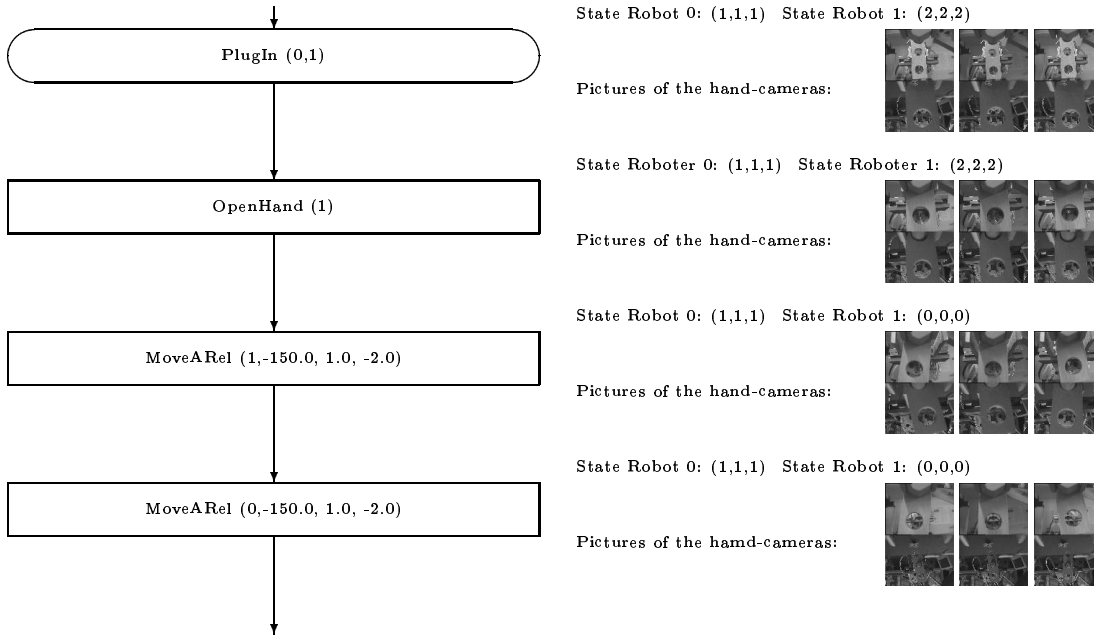 State Robot 0: (1,1,1) State Robot 1: (2,2,2)
PlugIn (0,1)
Pictures of the hand-cameras:
State Roboter 0: (1,1,1) State Roboter 1: (2,2,2)
OpenHand (1)
Pictures of the hand-cameras:
State Robot 0: (1,1,1) State Robot 1: (0,0,0)
MoveARel (1,-150.0, 1.0, -2.0)
Pictures of the hand-cameras:
State Robot 0: (1,1,1) State Robot 1: (0,0,0)
MoveARel (0,-150.0, 1.0, -2.0)
Pictures of the hamd-cameras: